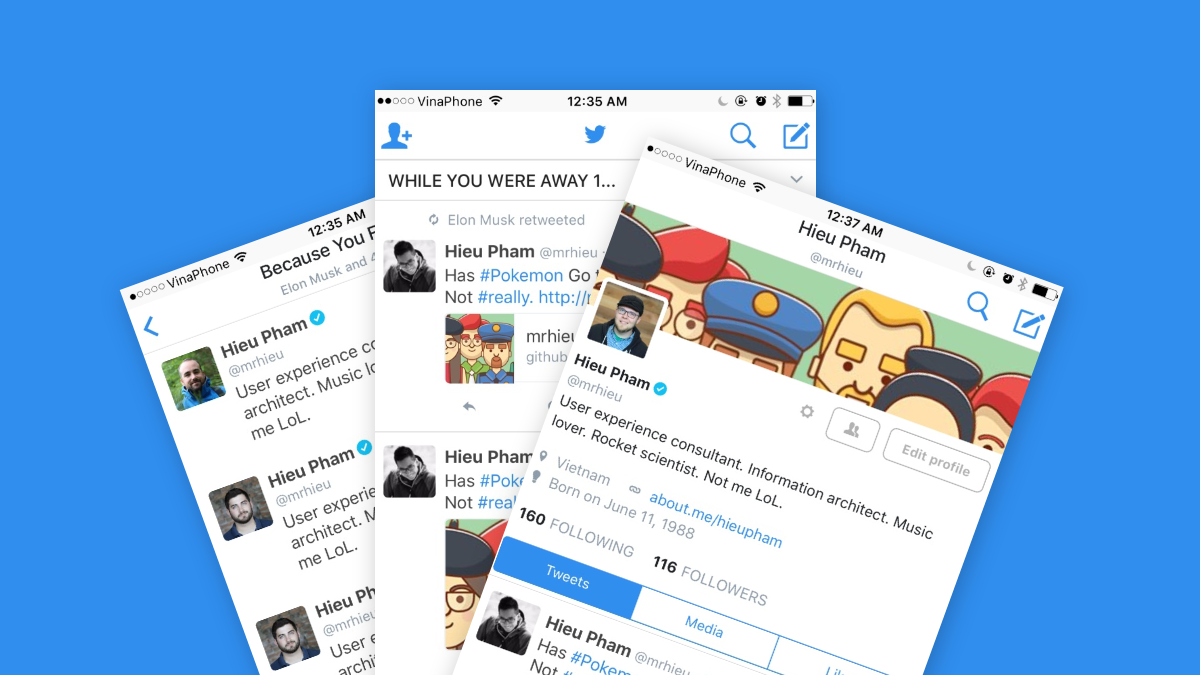 VinaPhone
12:35 AM
Because You F
Elon Musk and 4
Hieu Pham
@mrhieu
User experience co
architect. Music lo
me LoL.
Hieu Pham
@mrhieu
User experie
architect. M
me LoL.
Hieu Ph
@mrhieu
User e
archi
VinaPhone
12:35 AM
WHILE YOU WERE AWAY 1...
Elon Musk retweeted
Hieu Pham @mrhieu
Has #Pokemon Go
Not #really. http://
mrhieu
github
Hieu Pham
Has #Poke
Not #real
VinaPhone
12:37 AM
Hieu Pham
@mrhieu
Hieu Pham
@mrhieu
Edit profile
User experience consultant. Information architect. Music
lover. Rocket scientist. Not me LoL.
Vietnam about.me/hieupham
Born on June 11, 1988
160 FOLLOWING 116 FOLLOWERS
Tweets
Media
Hieu Pham @mrhieu
Has #Pokem
Not